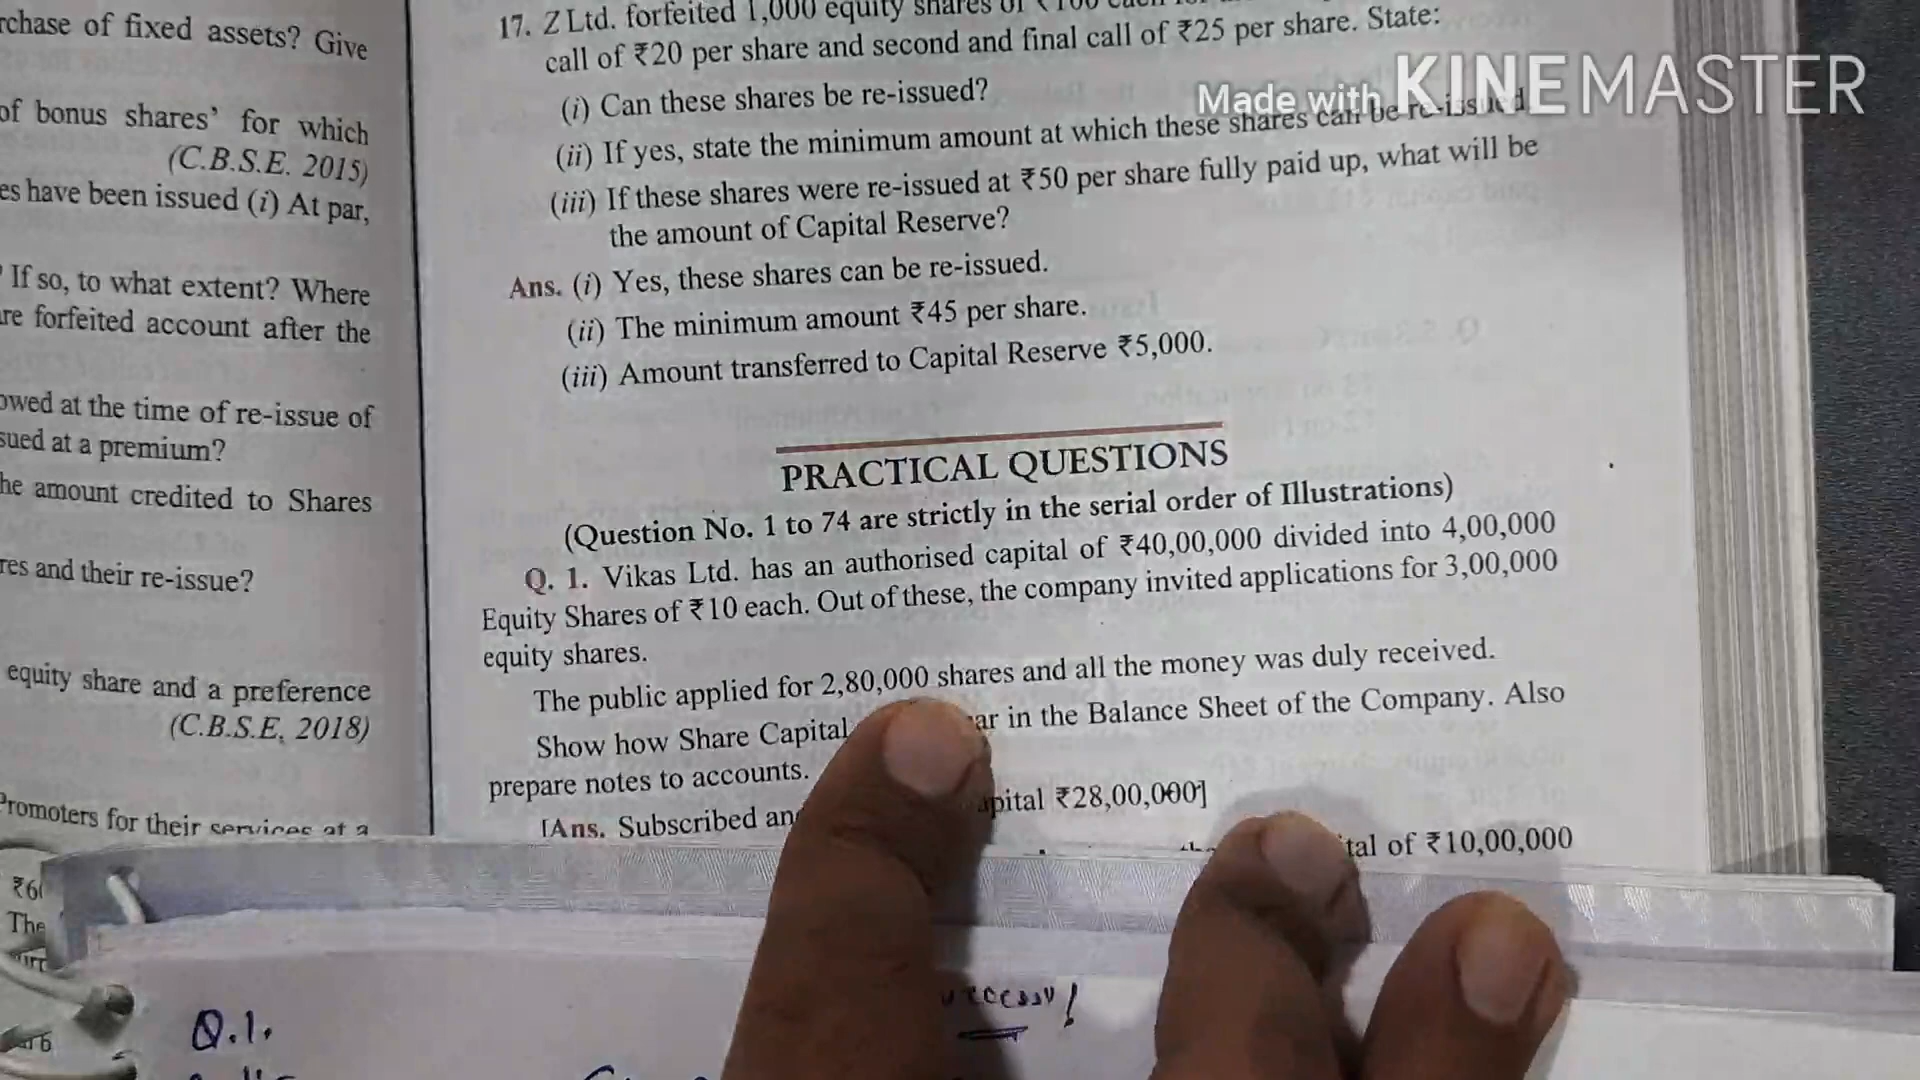 rchase of fixed assets? Give
of bonus shares' for which
(C.B.S.E. 2015)
es have been issued (i) At par,
If so, to what extent? Where
are forfeited account after the
owed at the time of re-issue of
sued at a premium?
he amount credited to Shares
res and their re-issue?
equity share and a preference
(C.B.S.E. 2018)
Promoters for their services at a
17. Z Ltd. forfeited 1,000 equity shares of ₹100 each for
call of ₹20 per share and second and final call of ₹25 per share. State:
Made with KINEMASTER
(i) Can these shares be re-issued?
(ii) If yes, state the minimum amount at which these shares can be re-issued.
(iii) If these shares were re-issued at ₹50 per share fully paid up, what will be
the amount of Capital Reserve?
Ans. (i) Yes, these shares can be re-issued.
(ii) The minimum amount ₹45 per share.
(iii) Amount transferred to Capital Reserve ₹5,000.
PRACTICAL QUESTIONS
(Question No. 1 to 74 are strictly in the serial order of Illustrations)
Q. 1. Vikas Ltd. has an authorised capital of ₹40,00,000 divided into 4,00,000
Equity Shares of ₹10 each. Out of these, the company invited applications for 3,00,000
equity shares.
The public applied for 2,80,000 shares and all the money was duly received.
Show how Share Capital ar in the Balance Sheet of the Company. Also
prepare notes to accounts.
[Ans. Subscribed an apital ₹28,00,000]
tal of ₹10,00,000
₹60
The
Q.1.